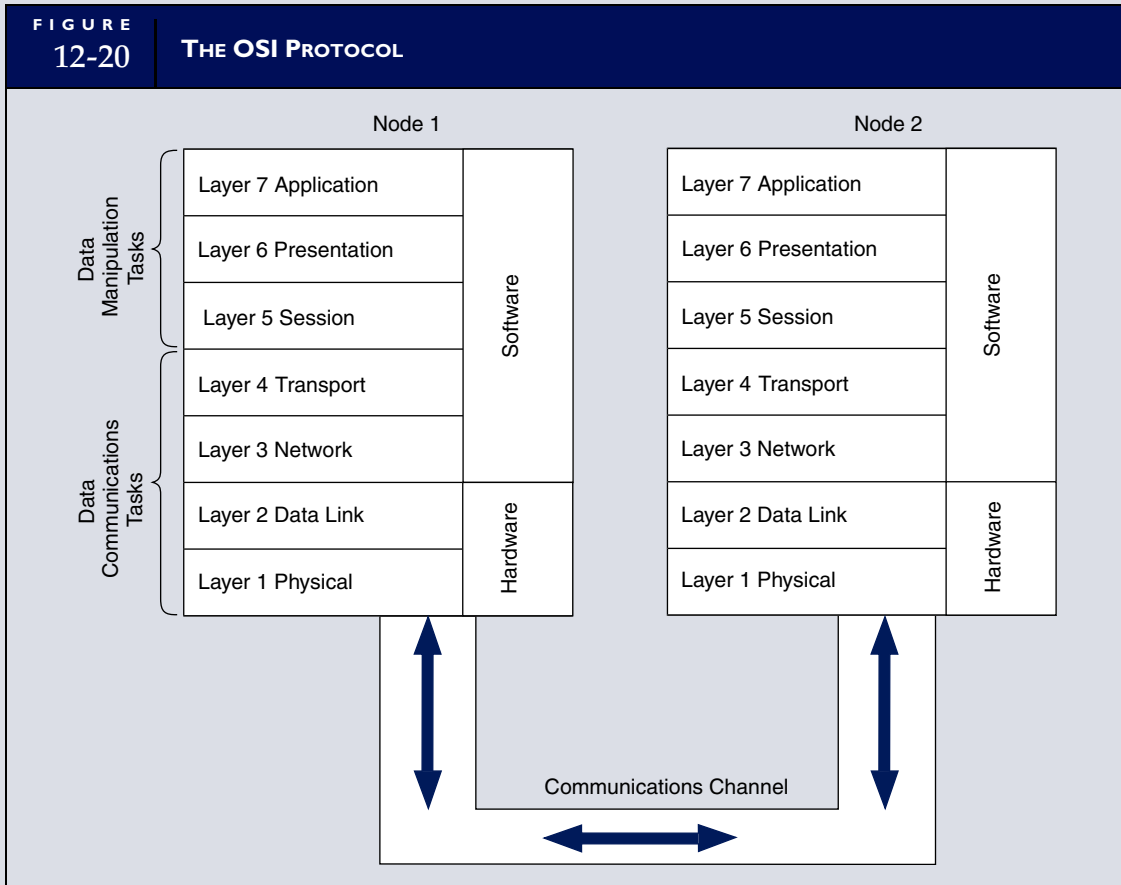 FIGURE
12-20
THE OSI PROTOCOL
Node 1
Node 2
Data
Manipulation
Tasks
Data
Communications
Tasks
Layer 7 Application
Layer 6 Presentation
Layer 5 Session
Layer 4 Transport
Layer 3 Network
Layer 2 Data Link
Layer 1 Physical
Software
Hardware
Layer 7 Application
Layer 6 Presentation
Layer 5 Session
Layer 4 Transport
Layer 3 Network
Layer 2 Data Link
Layer 1 Physical
Software
Hardware
Communications Channel